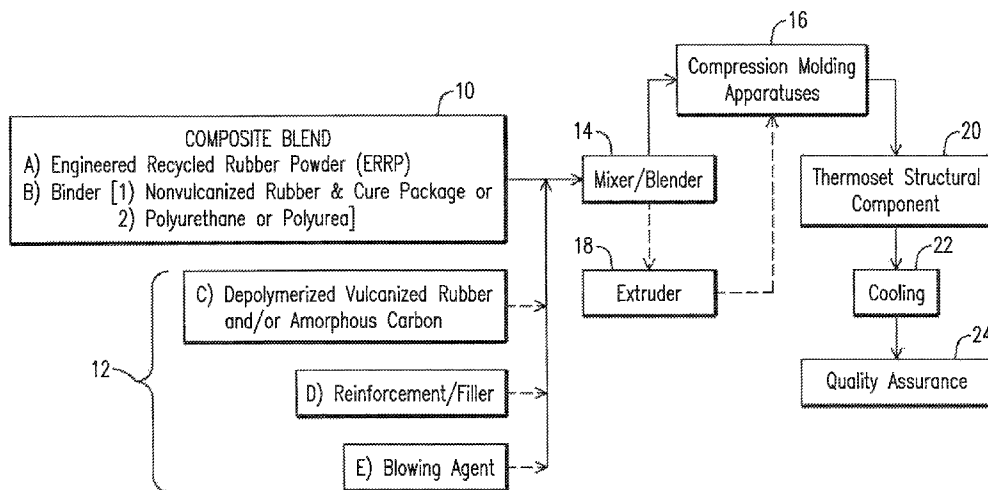 10
COMPOSITE BLEND
A) Engineered Recycled Rubber Powder (ERRP)
B) Binder [1) Nonvulcanized Rubber & Cure Package or
2) Polyurethane or Polyurea]
12
C) Depolymerized Vulcanized Rubber
and/or Amorphous Carbon
D) Reinforcement/Filler
E) Blowing Agent
14
Mixer/Blender
18
Extruder
16
Compression Molding
Apparatuses
20
Thermoset Structural
Component
22
Cooling
24
Quality Assurance